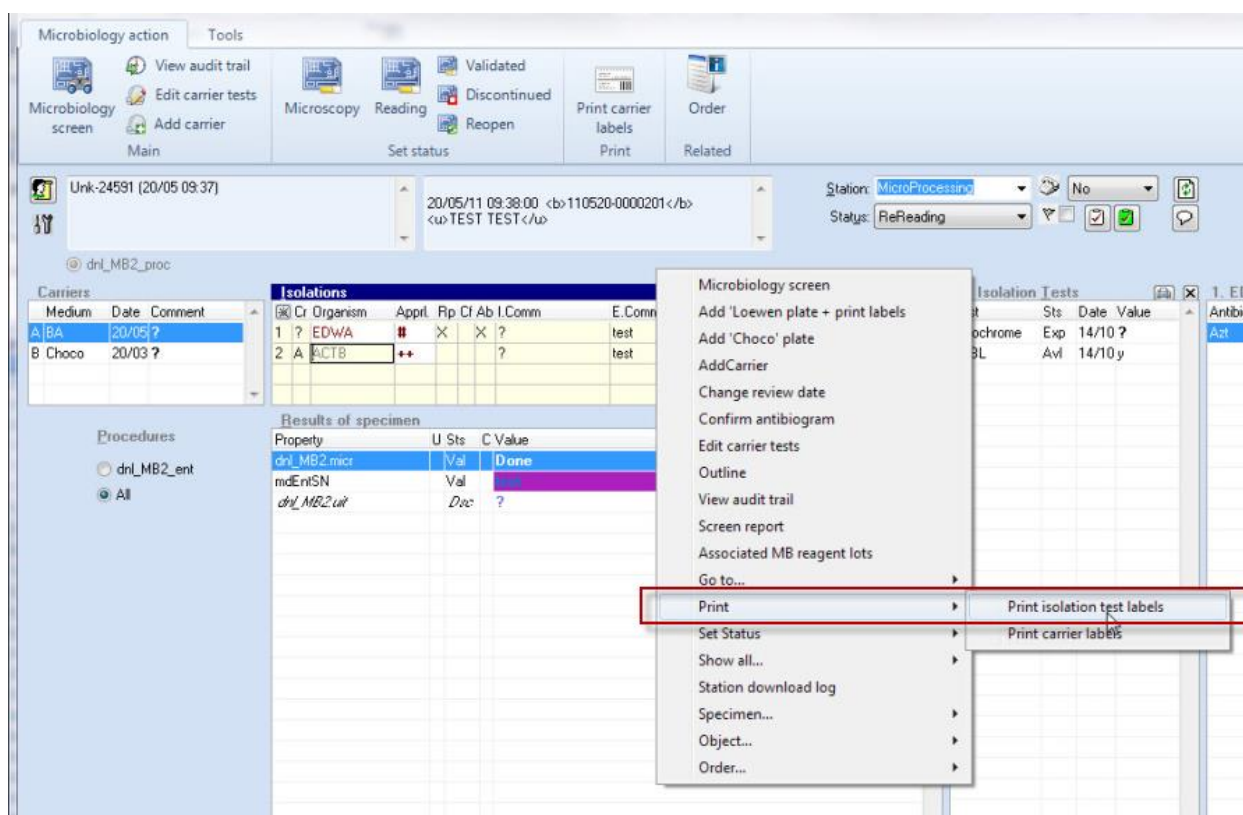 Microbiology action Tools
View audit trail
Edit carrier tests
Add carrier
Microbiology screen
Main
Microscopy Reading
Validated
Discontinued
Reopen
Set status
Print carrier labels
Print
Order
Related
Unk-24591 (20/05 09:37)
20/05/11 09:38:00 <b>110520-0000201</b>
<u>TEST TEST</u>
Station: MicroProcessing No
Status: ReReading
dnl_MB2_proc
Carriers
Medium Date Comment
A BA 20/05 ?
B Choco 20/03 ?
Isolations
Cr Organism Appri. Rp Cf Ab I.Comm E.Comm
1 ? EDWA # X X ? test
2 A ACTB ++ ? test
Procedures
dnl_MB2_ent
All
Results of specimen
Property U Sts C Value
dnl_MB2.micr Val Done
mdEntSN Val
dnl_MB2.uit Dsc ?
Microbiology screen
Add 'Loewen plate + print labels
Add 'Choco' plate
AddCarrier
Change review date
Confirm antibiogram
Edit carrier tests
Outline
View audit trail
Screen report
Associated MB reagent lots
Go to...
Print
Set Status
Show all...
Station download log
Specimen...
Object...
Order...
Print isolation test labels
Print carrier labels
Isolation Tests
t Sts Date Value
ochrome Exp 14/10 ?
BL Avl 14/10 y
1. E
Antibi
Azt